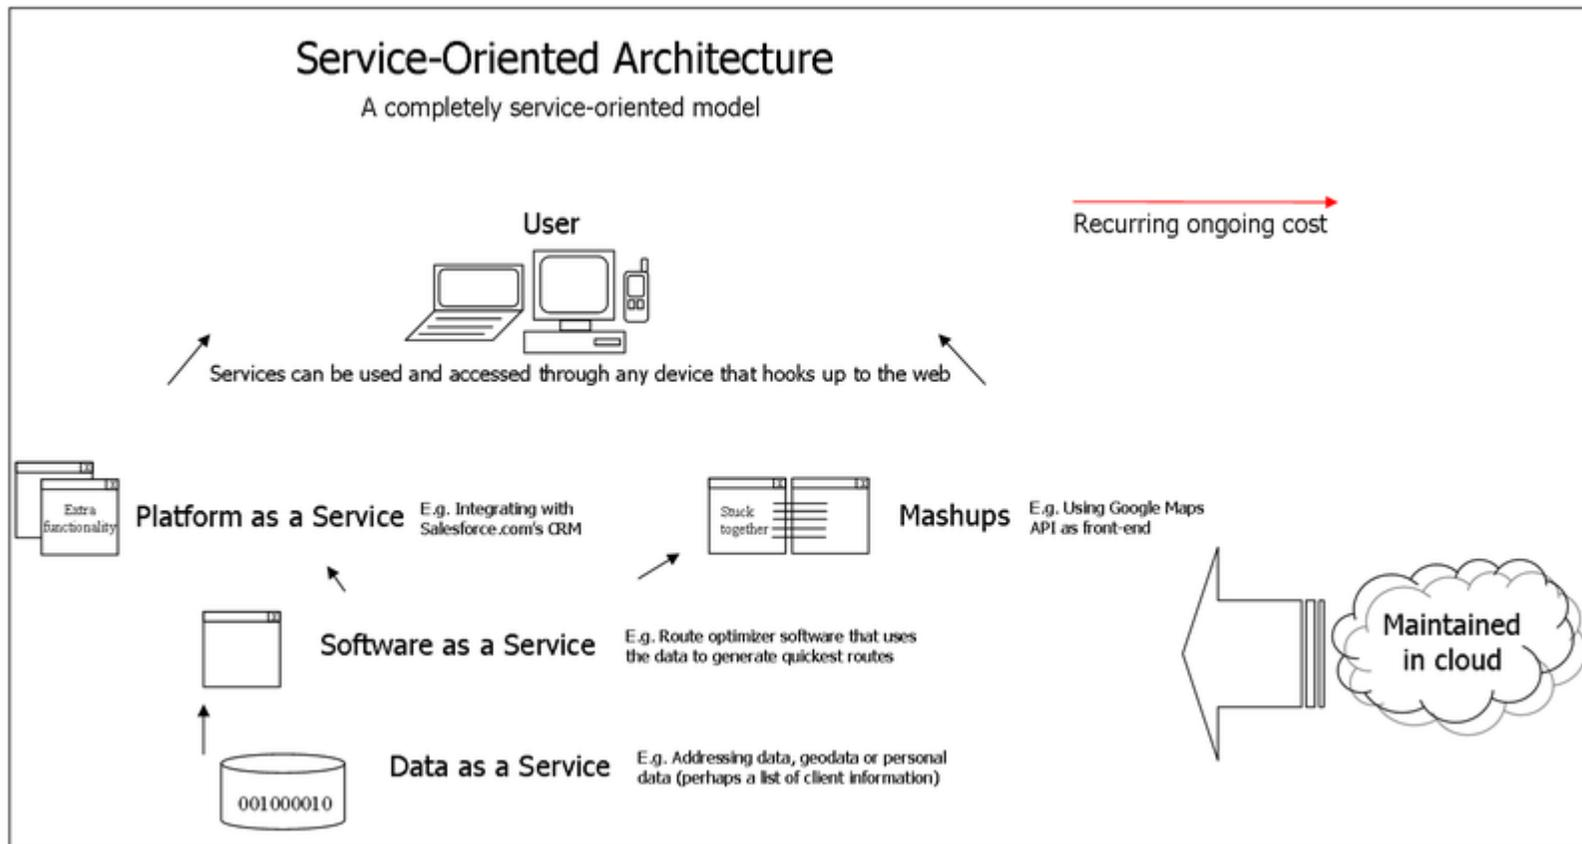 Service-Oriented Architecture
A completely service-oriented model
User
Recurring ongoing cost
Services can be used and accessed through any device that hooks up to the web
X
X
Extra
functionality
Platform as a Service
E.g. Integrating with
Salesforce.com's CRM
X
X
Stuck
together
Mashups
E.g. Using Google Maps
API as front-end
X
Software as a Service
E.g. Route optimizer software that uses
the data to generate quickest routes
Maintained
in cloud
001000010
Data as a Service
E.g. Addressing data, geodata or personal
data (perhaps a list of client information)